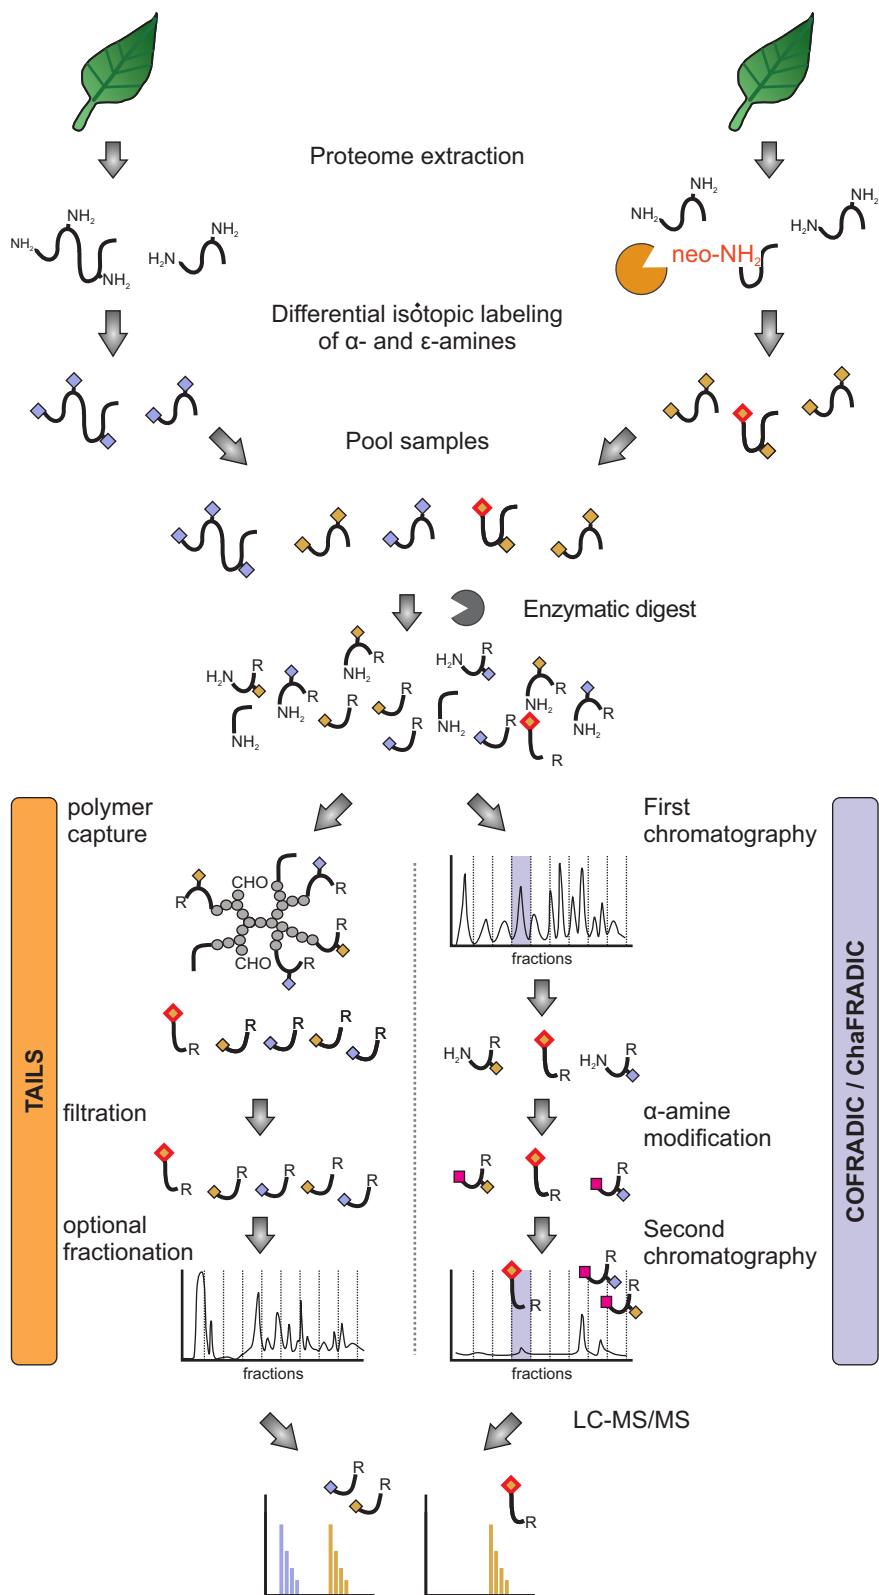 Proteome extraction
NH2
NH2
NH2
H2N
NH2
NH2
NH2
H2N
NH2
neo-NH2
Differential isotopic labeling
of α- and ε-amines
Pool samples
Enzymatic digest
H2N
R
R
NH2
R
NH2
NH2
R
R
H2N
R
R
NH2
R
NH2
R
R
NH2
R
TAILS
polymer
capture
R
CHO
R
R
CHO
R
R
R
R
R
R
filtration
R
R
R
R
R
optional
fractionation
fractions
COFRADIC / ChaFRADIC
First
chromatography
fractions
H2N
R
R
H2N
R
α-amine
modification
R
R
R
Second
chromatography
R
R
R
fractions
LC-MS/MS
R
R
R